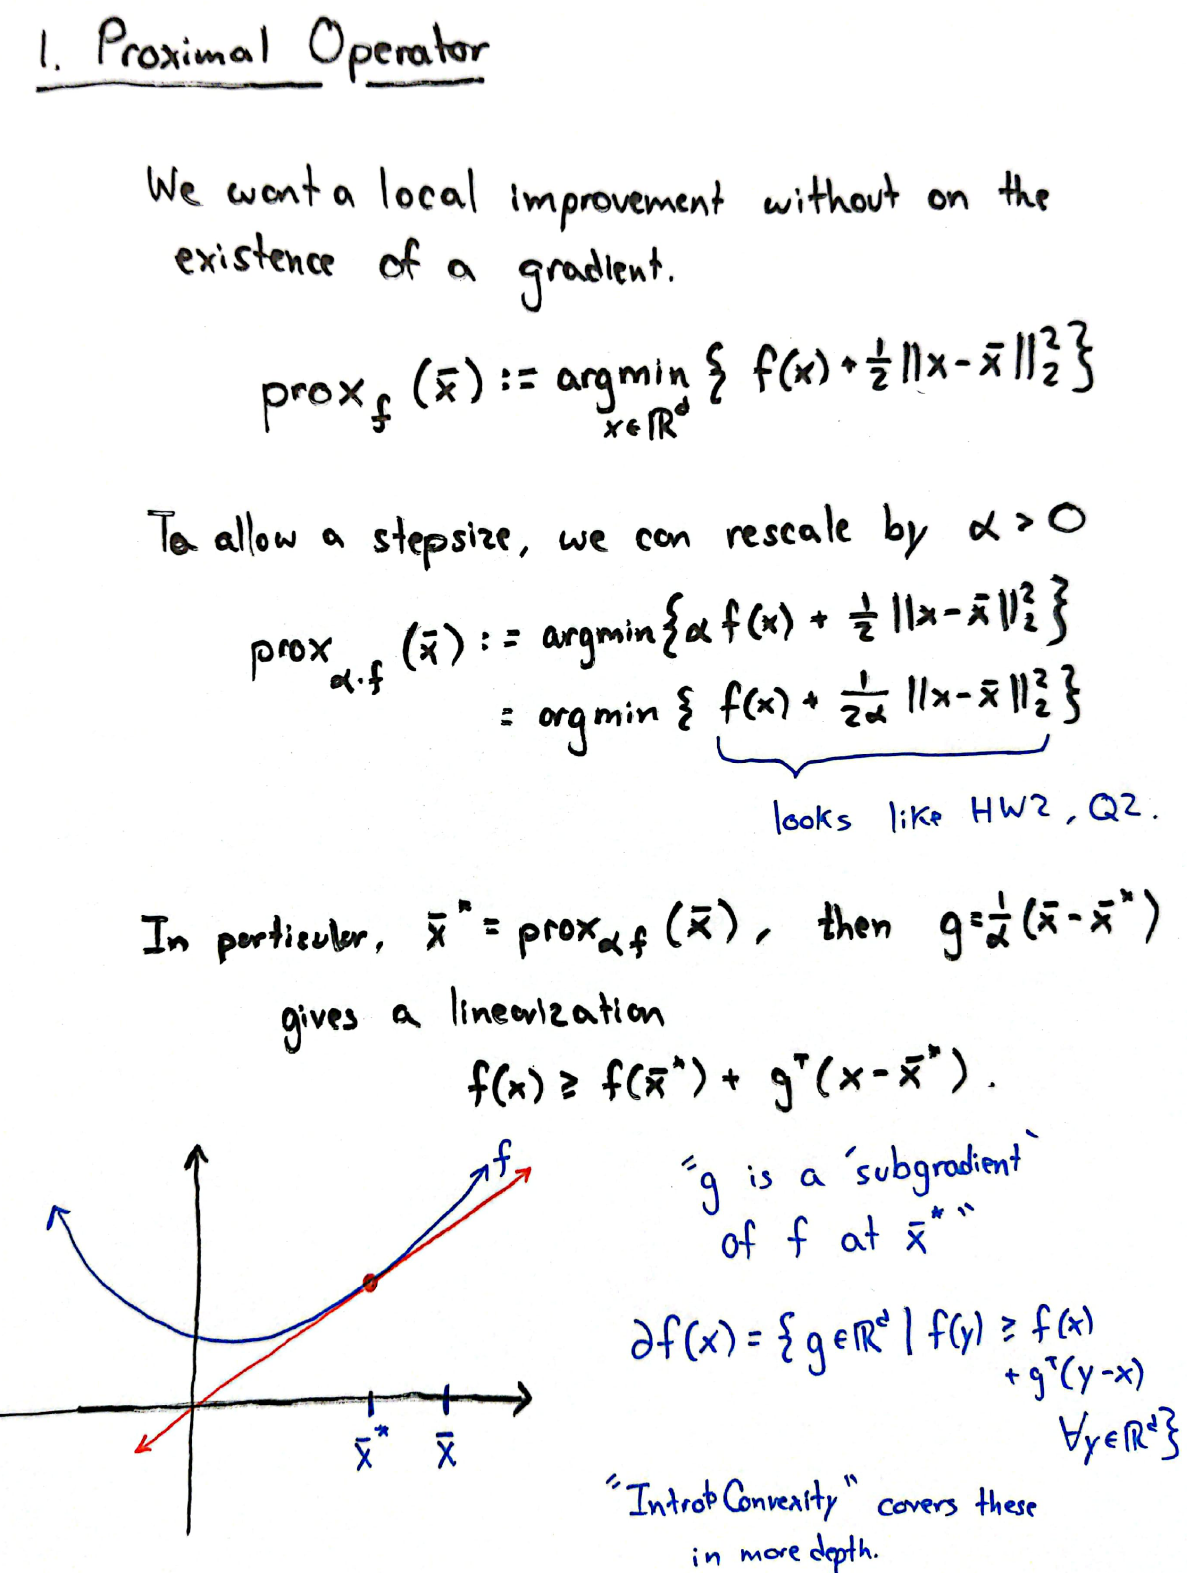 1. Proximal Operator
We want a local improvement without on the
existence of a gradient.
prox_f (x̄) := argmin { f(x) + 1/2 ||x - x̄||₂² }
x∈ℝᵈ
To allow a stepsize, we can rescale by α > 0
prox_{α·f} (x̄) := argmin { α f(x) + 1/2 ||x - x̄||₂² }
= argmin { f(x) + 1/(2α) ||x - x̄||₂² }
looks like HW2, Q2.
In particular, x̄* = prox_{αf} (x̄), then g = 1/α (x̄ - x̄*)
gives a linearization
f(x) ≥ f(x̄*) + gᵀ(x - x̄*).
f
x̄* x̄
"g is a 'subgradient'
of f at x̄*"
∂f(x) = { g∈ℝᵈ | f(y) ≥ f(x)
+ gᵀ(y-x)
∀y∈ℝᵈ}
"Intro to Convexity" covers these
in more depth.